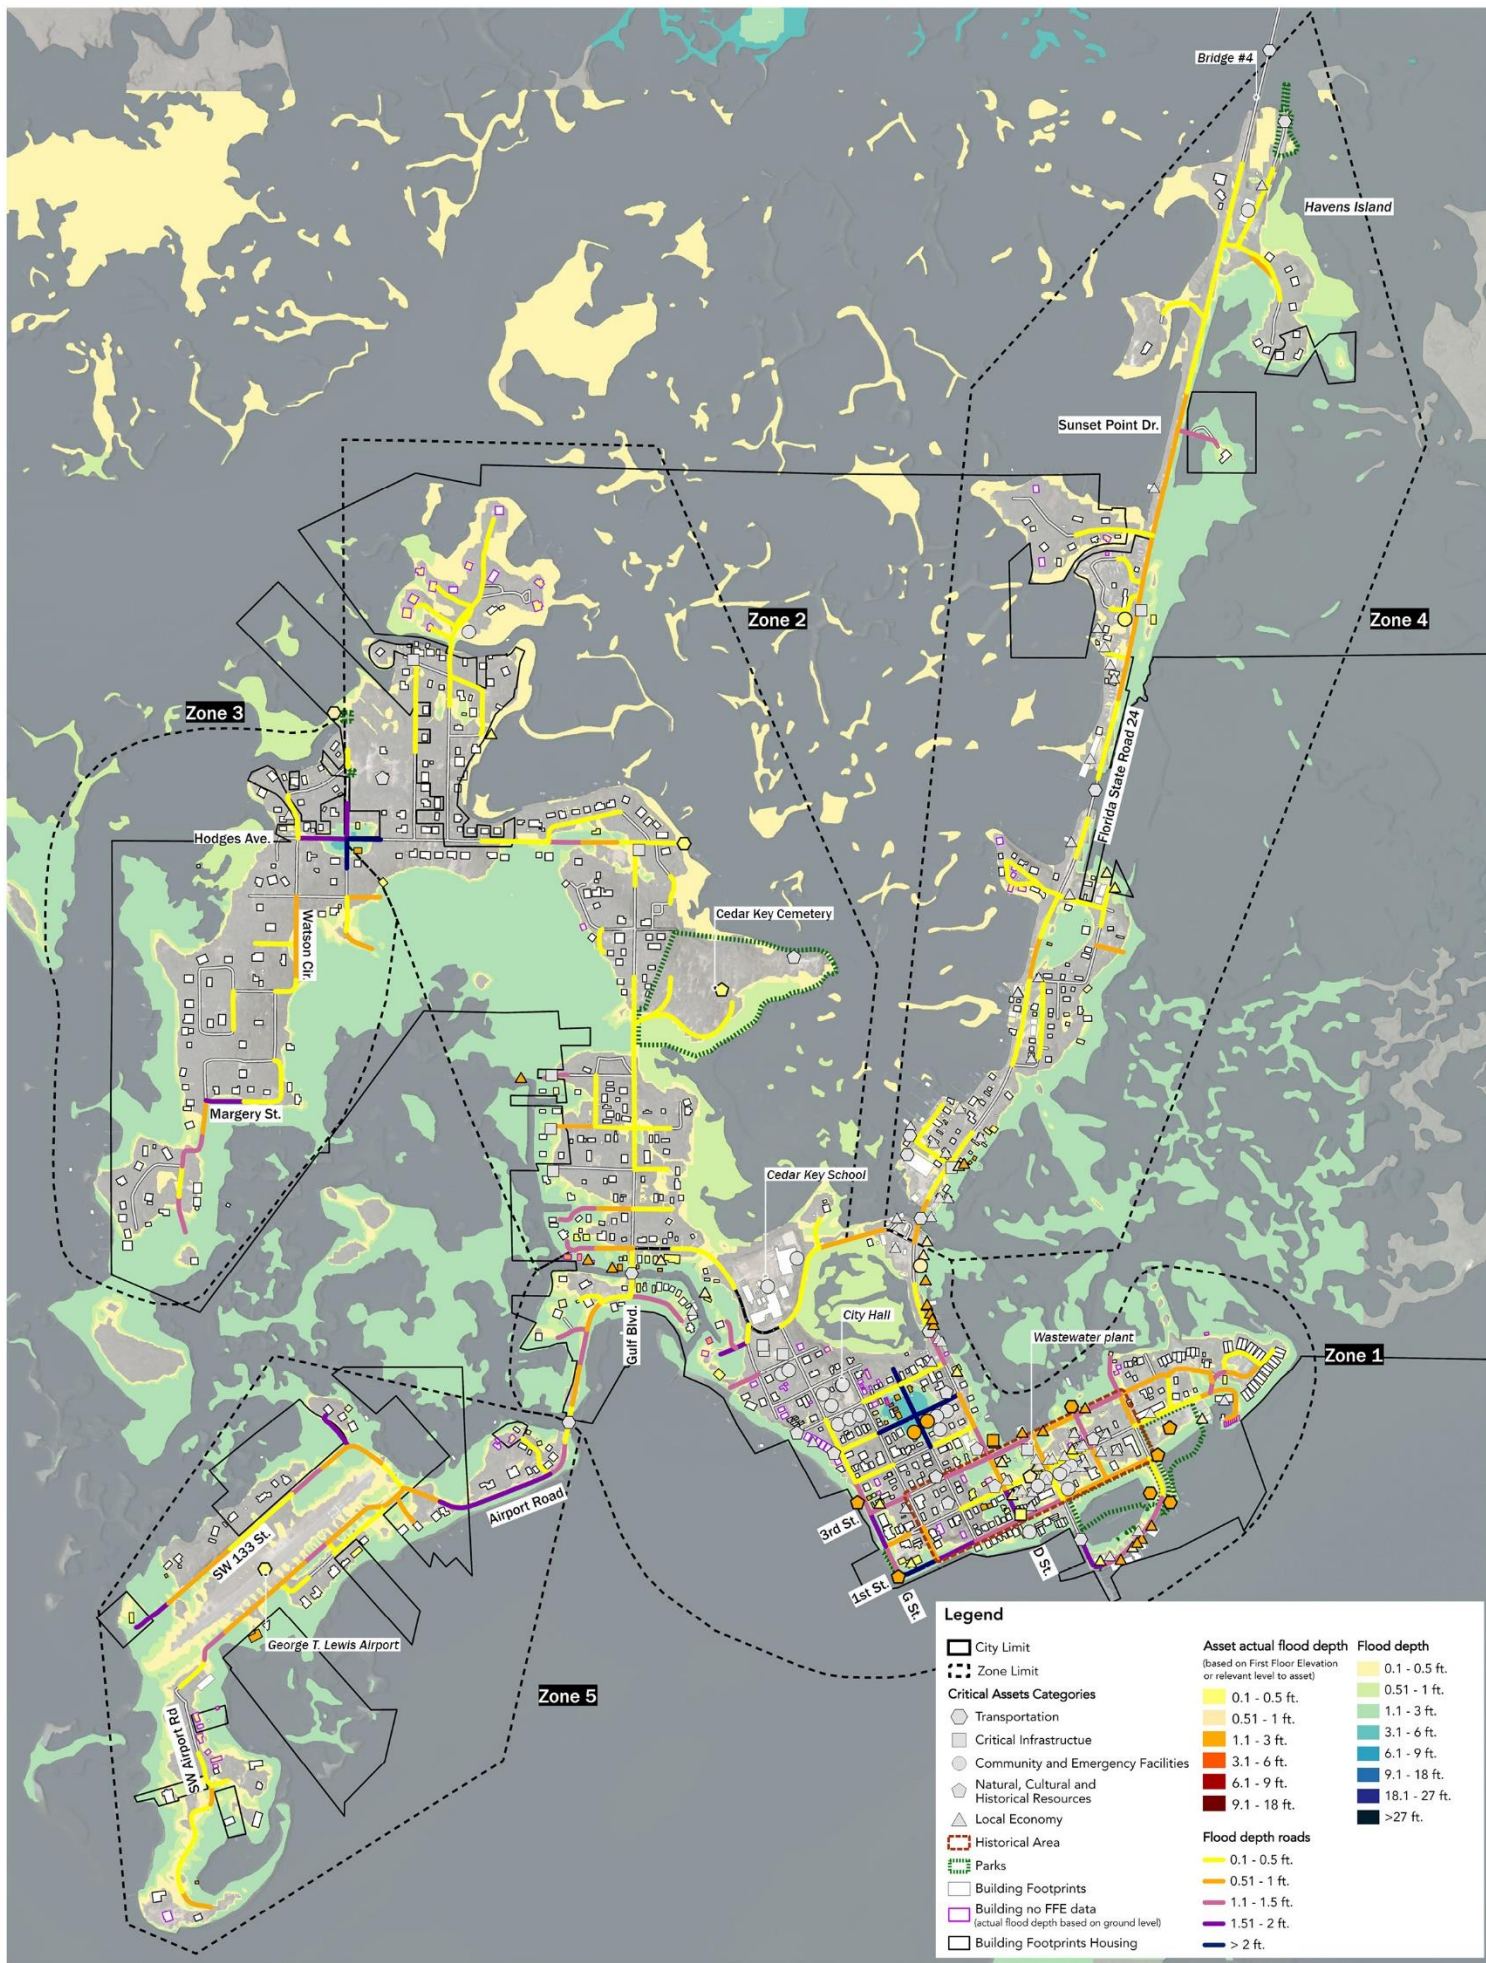 Bridge #4
Havens Island
Sunset Point Dr.
Zone 2
Zone 4
Zone 3
Florida State Road 24
Hodges Ave.
Cedar Key Cemetery
Watson Cir.
Margery St.
Cedar Key School
City Hall
Gulf Blvd.
Wastewater plant
Zone 1
Airport Road
3rd St.
SW 133 St.
D St.
1st St.
G St.
George T. Lewis Airport
Zone 5
SW Airport Rd
Legend
City Limit
Zone Limit
Critical Assets Categories
Transportation
Critical Infrastructue
Community and Emergency Facilities
Natural, Cultural and
Historical Resources
Local Economy
Historical Area
Parks
Building Footprints
Building no FFE data
(actual flood depth based on ground level)
Building Footprints Housing
Asset actual flood depth
(based on First Floor Elevation
or relevant level to asset)
0.1 - 0.5 ft.
0.51 - 1 ft.
1.1 - 3 ft.
3.1 - 6 ft.
6.1 - 9 ft.
9.1 - 18 ft.
Flood depth roads
0.1 - 0.5 ft.
0.51 - 1 ft.
1.1 - 1.5 ft.
1.51 - 2 ft.
> 2 ft.
Flood depth
0.1 - 0.5 ft.
0.51 - 1 ft.
1.1 - 3 ft.
3.1 - 6 ft.
6.1 - 9 ft.
9.1 - 18 ft.
18.1 - 27 ft.
>27 ft.